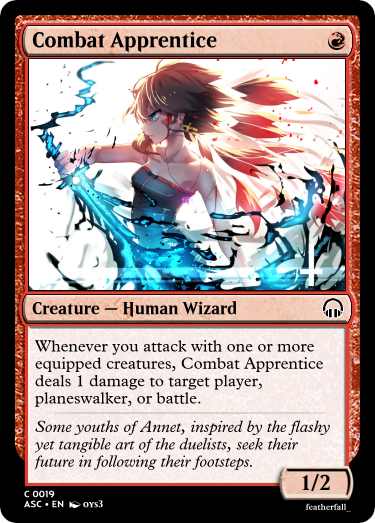 Combat Apprentice
Creature — Human Wizard
Whenever you attack with one or more
equipped creatures, Combat Apprentice
deals 1 damage to target player,
planeswalker, or battle.
Some youths of Annet, inspired by the flashy
yet tangible art of the duelists, seek their
future in following their footsteps.
1/2
C 0019
ASC • EN oys3
featherfall_